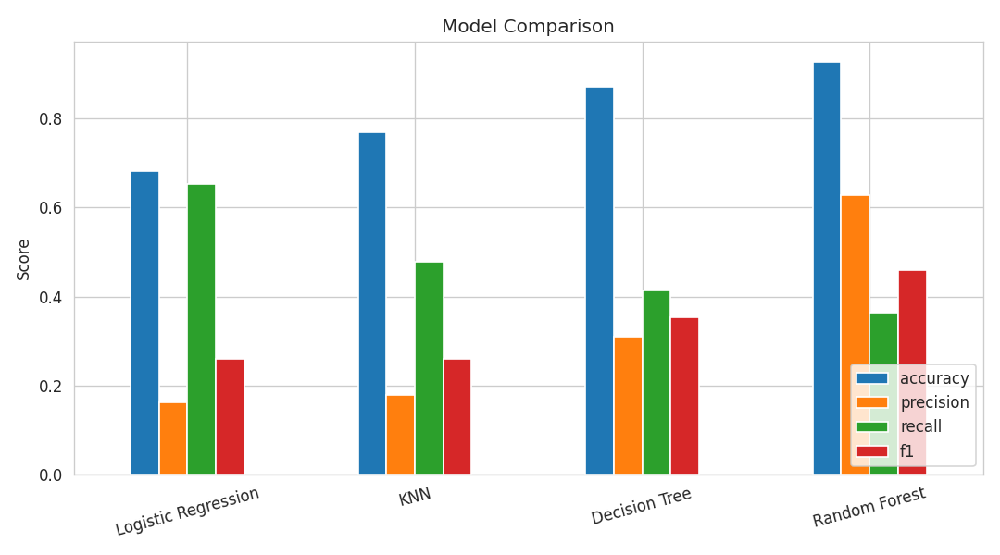 Model Comparison
Score
0.8
0.6
0.4
0.2
0.0
Logistic Regression
KNN
Decision Tree
Random Forest
accuracy
precision
recall
f1